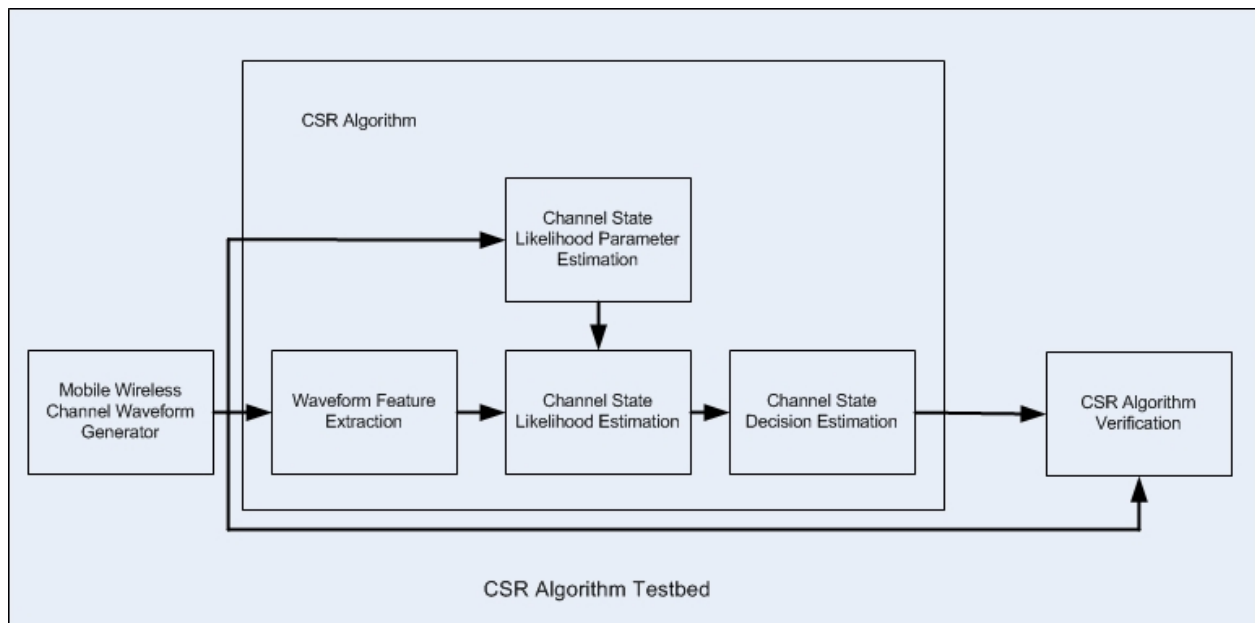 CSR Algorithm
Channel State
Likelihood Parameter
Estimation
Mobile Wireless
Channel Waveform
Generator
Waveform Feature
Extraction
Channel State
Likelihood Estimation
Channel State
Decision Estimation
CSR Algorithm
Verification
CSR Algorithm Testbed